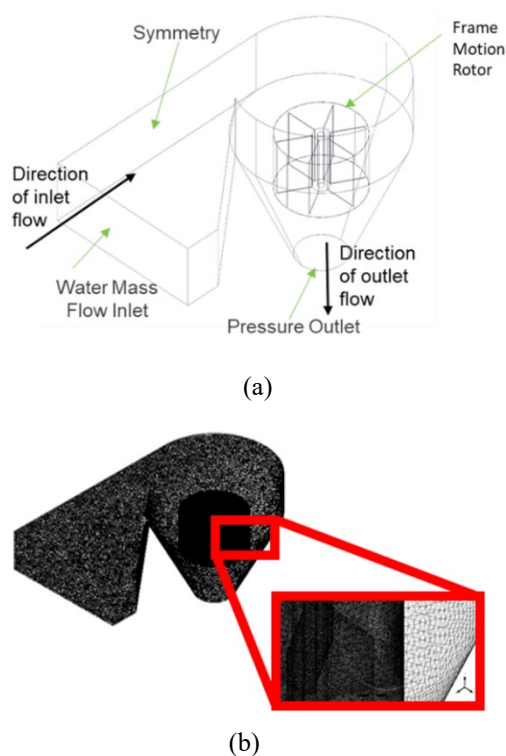 Symmetry
Frame
Motion
Rotor
Direction
of inlet
flow
Water Mass
Flow Inlet
Direction
of outlet
flow
Pressure Outlet
(a)
(b)